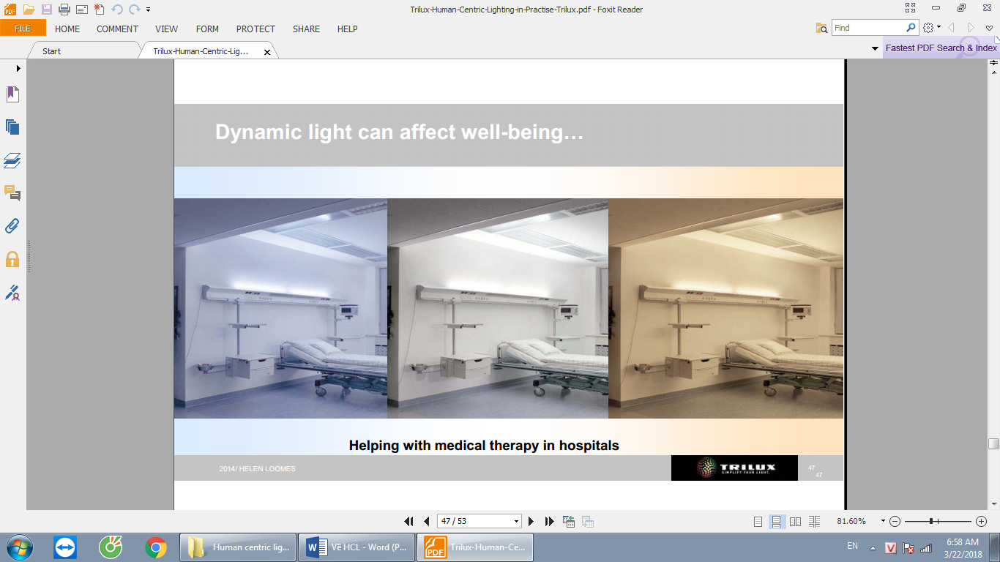 Trilux-Human-Centric-Lighting-in-Practise-Trilux.pdf - Foxit Reader
FILE HOME COMMENT VIEW FORM PROTECT SHARE HELP
Find
Start
Trilux-Human-Centric-Lig...
Fastest PDF Search & Index
Dynamic light can affect well-being…
Helping with medical therapy in hospitals
2014/ HELEN LOOMES
TRILUX
SIMPLIFY YOUR LIGHT.
47
47
47 / 53
81.60%
Human centric lig...
Về HCL - Word (P...
Trilux-Human-Ce...
EN
6:58 AM
3/22/2018